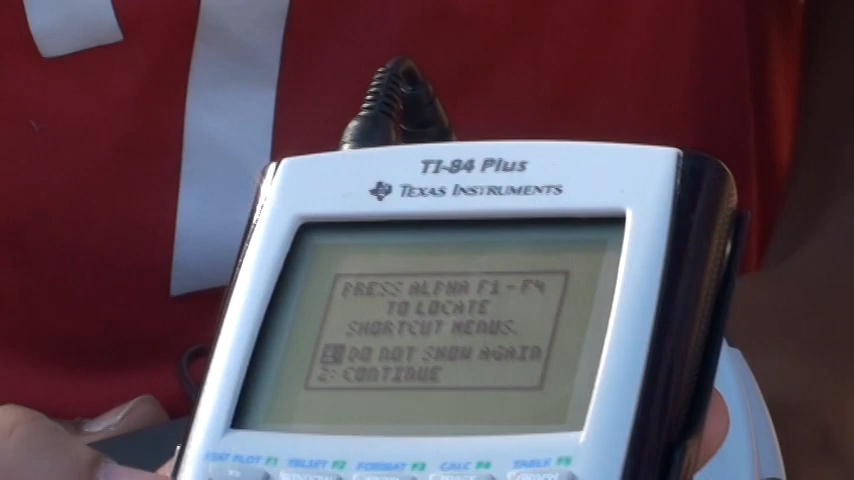 TI-84 Plus
TEXAS INSTRUMENTS
PRESS ALPHA F1-F4
TO LOCATE
SHORTCUT MENUS.
1: DO NOT SHOW AGAIN
2: CONTINUE
STAT PLOT F1 TBLSET F2 FORMAT F3 CALC F4 TABLE F5